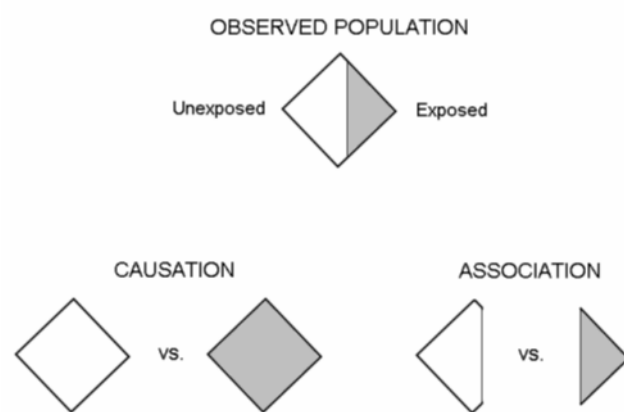 OBSERVED POPULATION
Unexposed
Exposed
CAUSATION
ASSOCIATION
vs.
vs.